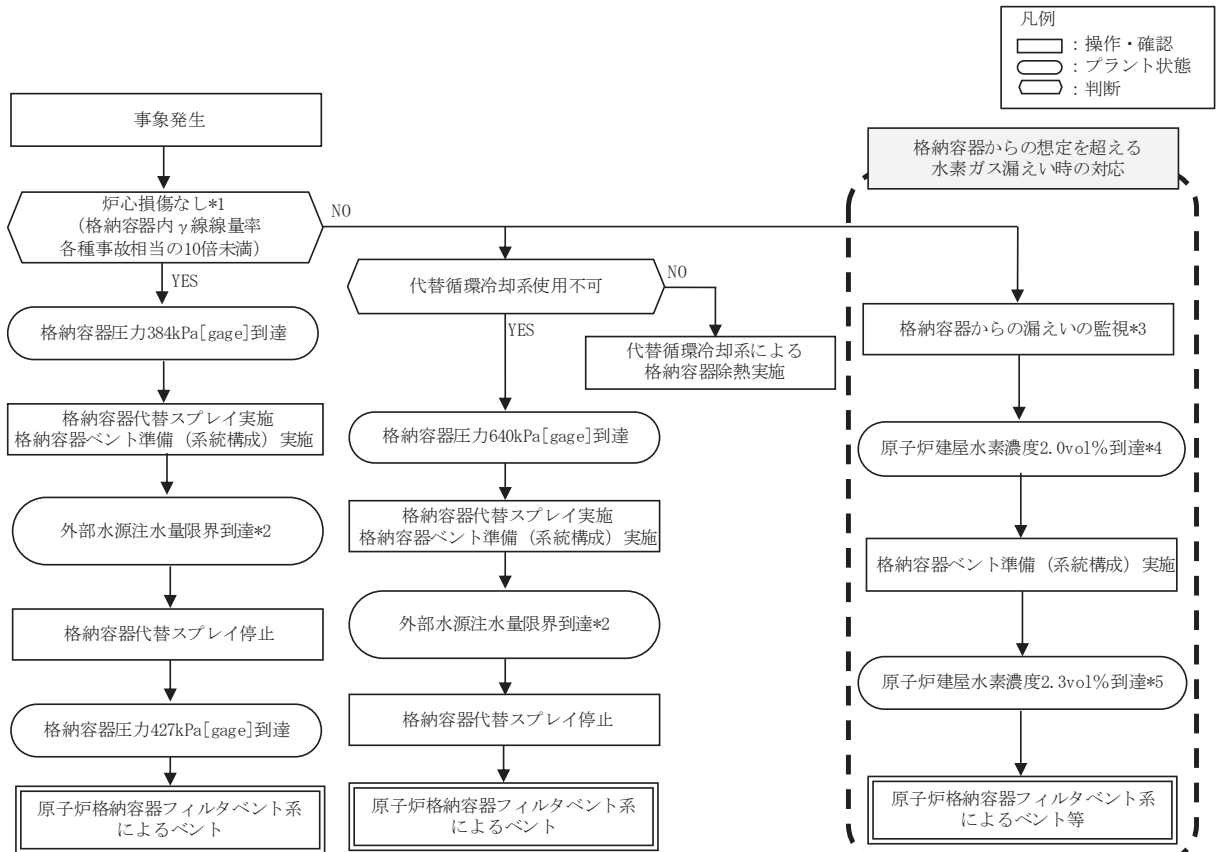 凡例
：操作・確認
：プラント状態
：判断
事象発生
炉心損傷なし*1
（格納容器内γ線線量率
各種事故相当の10倍未満）
NO
YES
格納容器圧力384kPa[gage]到達
格納容器代替スプレイ実施
格納容器ベント準備（系統構成）実施
外部水源注水量限界到達*2
格納容器代替スプレイ停止
格納容器圧力427kPa[gage]到達
原子炉格納容器フィルタベント系
によるベント
代替循環冷却系使用不可
NO
YES
代替循環冷却系による
格納容器除熱実施
格納容器圧力640kPa[gage]到達
格納容器代替スプレイ実施
格納容器ベント準備（系統構成）実施
外部水源注水量限界到達*2
格納容器代替スプレイ停止
原子炉格納容器フィルタベント系
によるベント
格納容器からの想定を超える
水素ガス漏えい時の対応
格納容器からの漏えいの監視*3
原子炉建屋水素濃度2.0vol％到達*4
格納容器ベント準備（系統構成）実施
原子炉建屋水素濃度2.3vol％到達*5
原子炉格納容器フィルタベント系
によるベント等